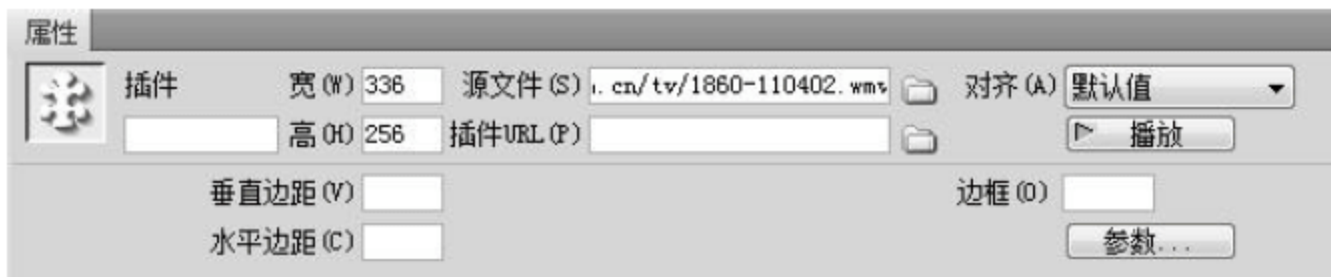 属性
插件 宽(W) 336 源文件(S) ı.cn/tv/1860-110402.wmv 对齐(A) 默认值
高(H) 256 插件URL(P) 播放
垂直边距(V) 边框(O)
水平边距(C) 参数...